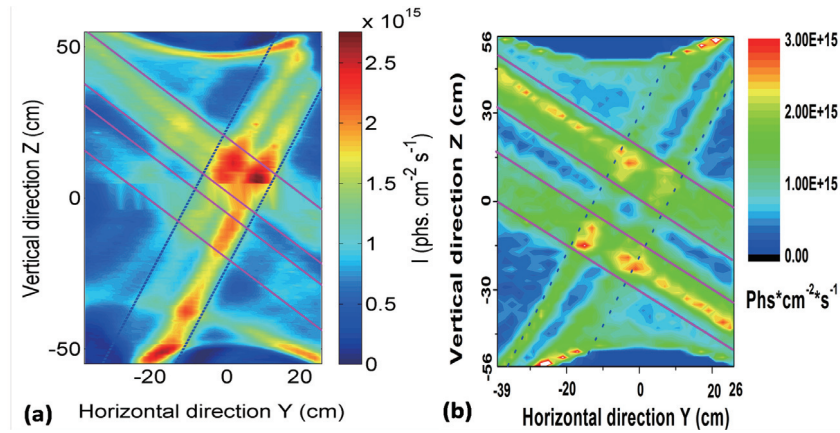 x 10¹⁵
50
0
-50
Vertical direction Z (cm)
-20
0
20
Horizontal direction Y (cm)
(a)
2.5
2
1.5
1
0.5
0
I (phs. cm⁻² s⁻¹)
56
30
0
-30
-56
Vertical direction Z (cm)
-39
-20
0
20
26
Horizontal direction Y (cm)
(b)
3.00E+15
2.00E+15
1.00E+15
0.00
Phs*cm⁻²*s⁻¹